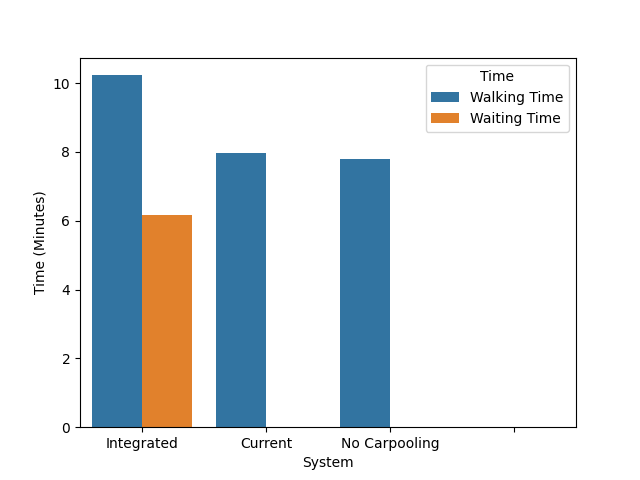 Time
Walking Time
Waiting Time
Time (Minutes)
10
8
6
4
2
0
Integrated
Current
No Carpooling
System